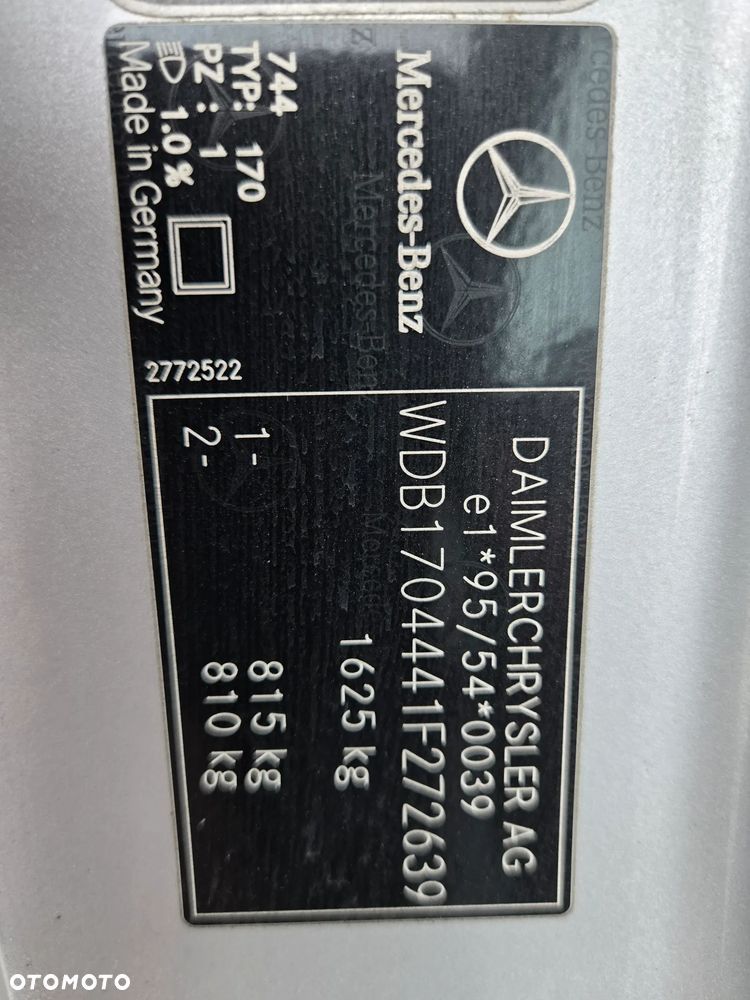 Mercedes-Benz
744
TYP: 170
PZ: 1
1.0%
Made in Germany
2772522
DAIMLERCHRYSLER AG
e1*95/54*0039
WDB1704441F272639
1625 kg
1- 815 kg
2- 810 kg
OTOMOTO